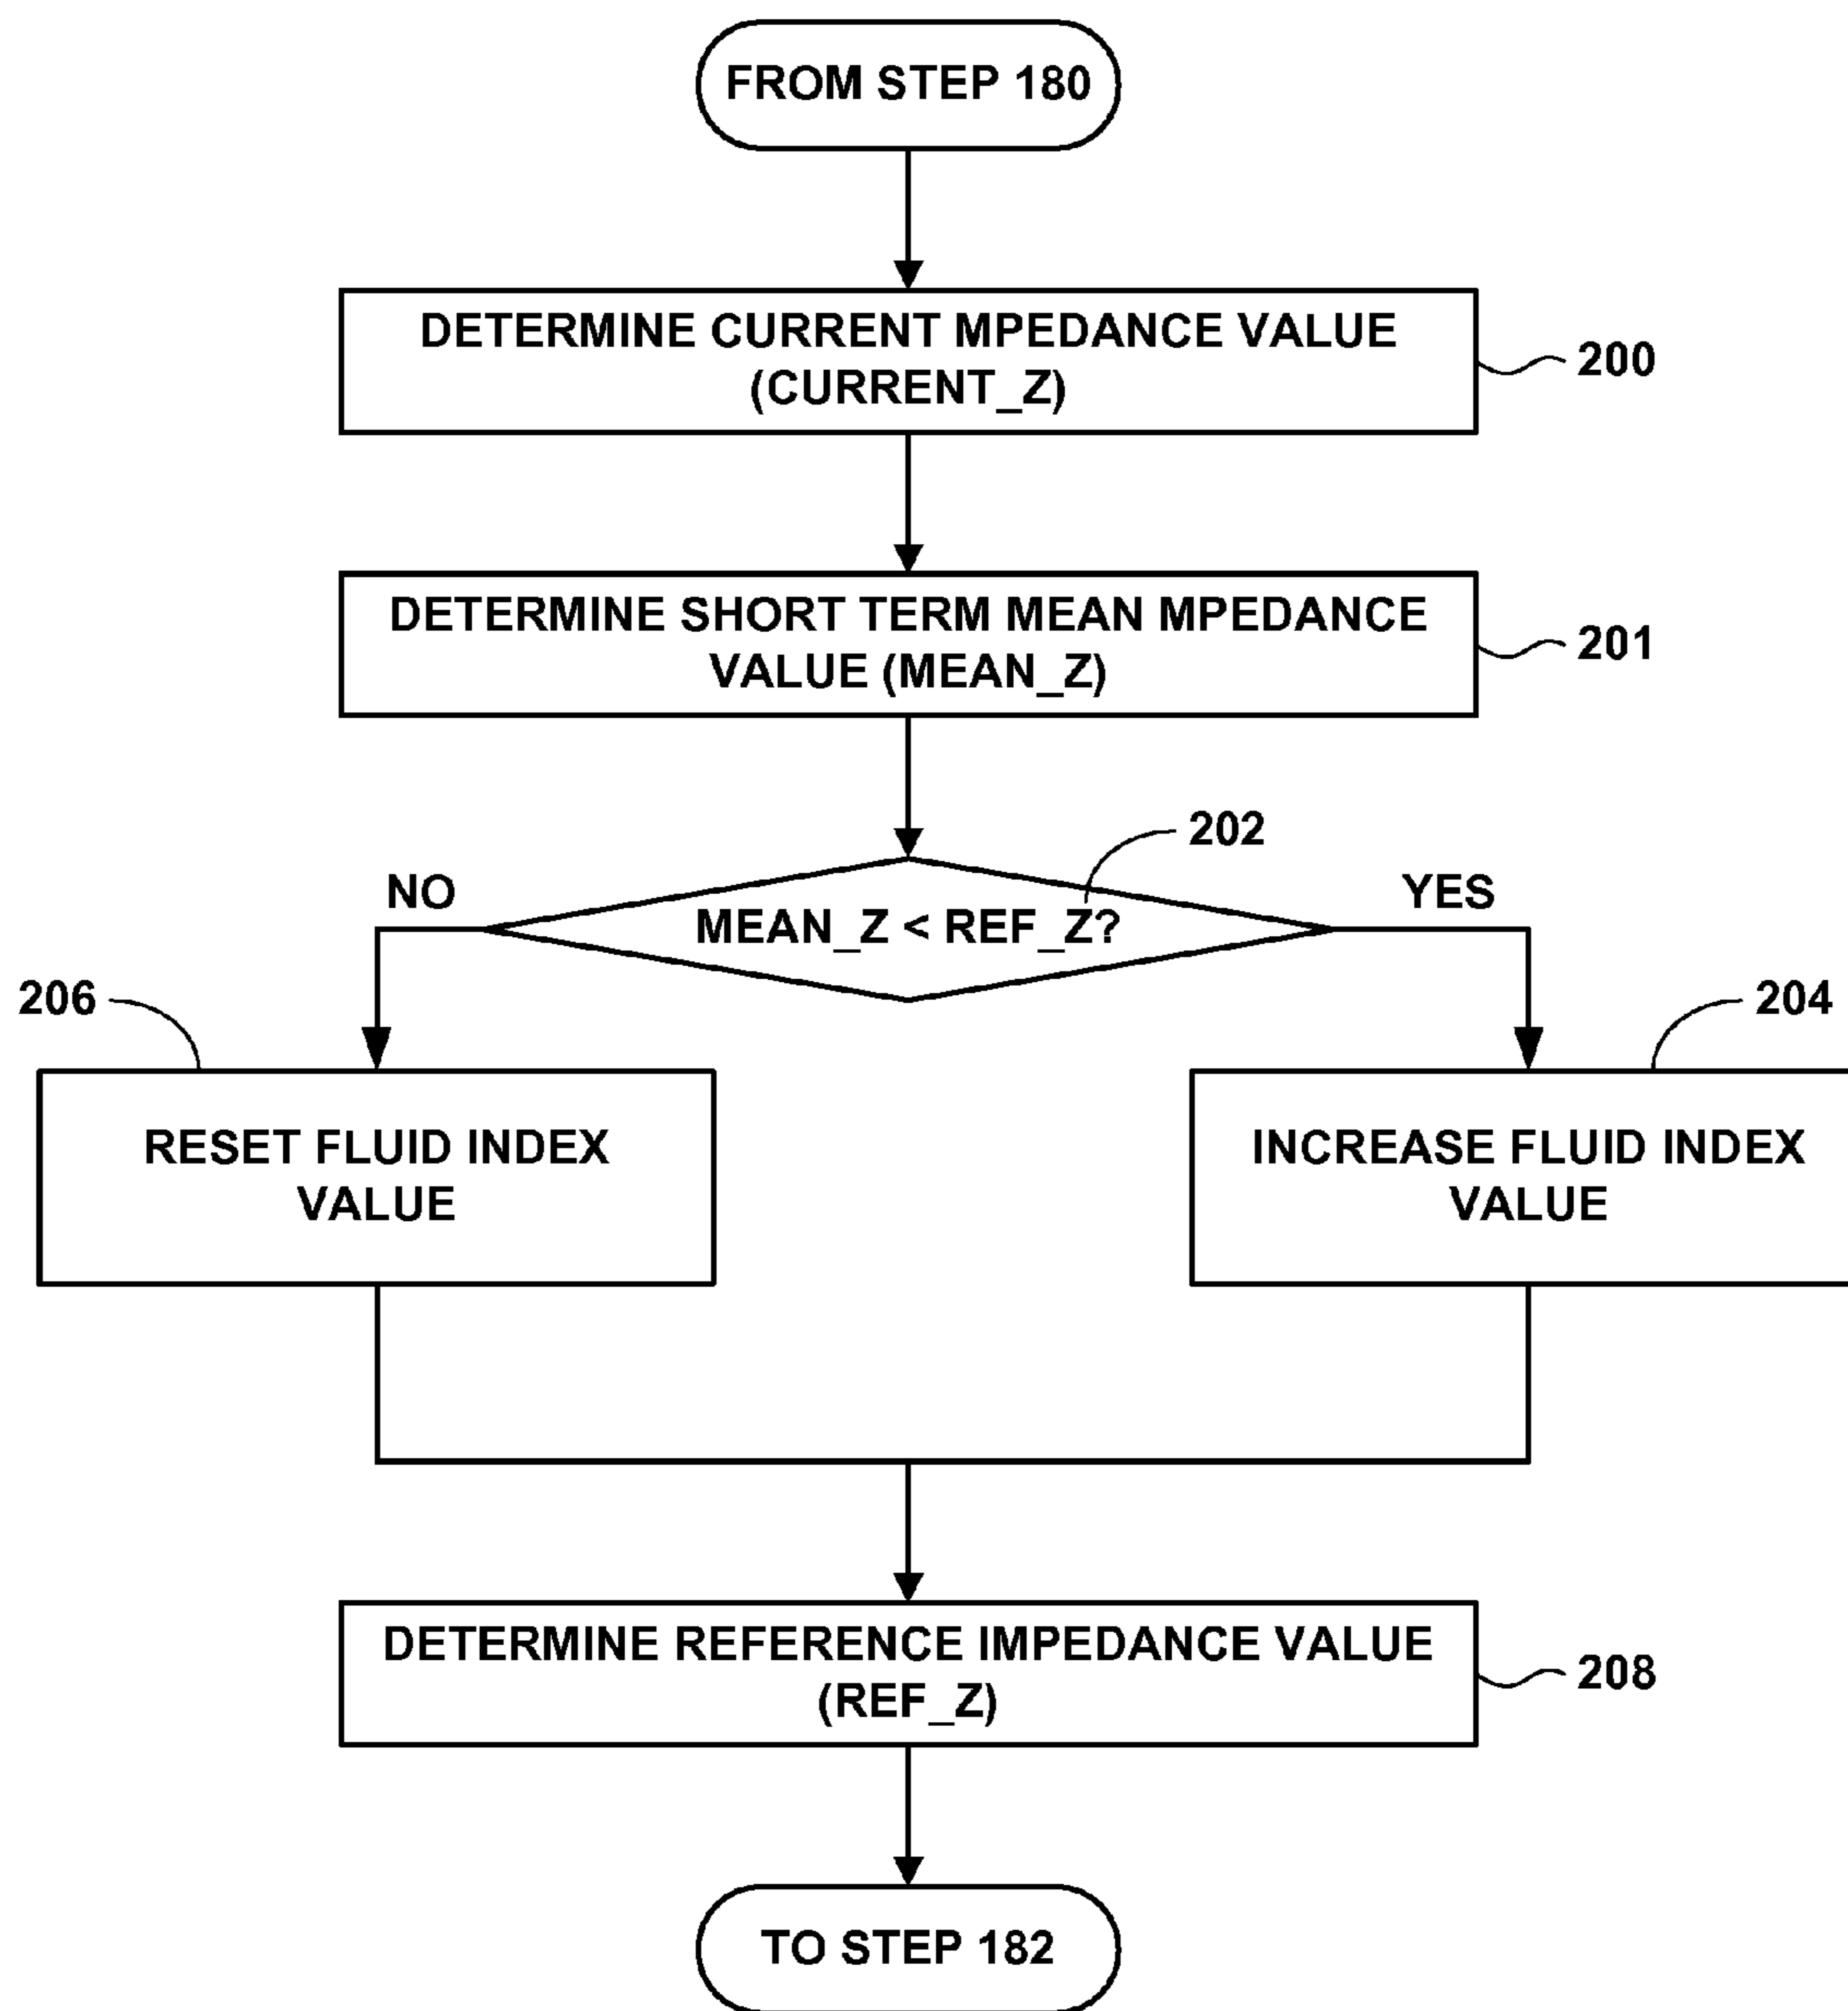 FROM STEP 180
DETERMINE CURRENT MPEDANCE VALUE
(CURRENT_Z)
200
DETERMINE SHORT TERM MEAN MPEDANCE
VALUE (MEAN_Z)
201
202
NO
MEAN_Z < REF_Z?
YES
206
204
RESET FLUID INDEX
VALUE
INCREASE FLUID INDEX
VALUE
DETERMINE REFERENCE IMPEDANCE VALUE
(REF_Z)
208
TO STEP 182